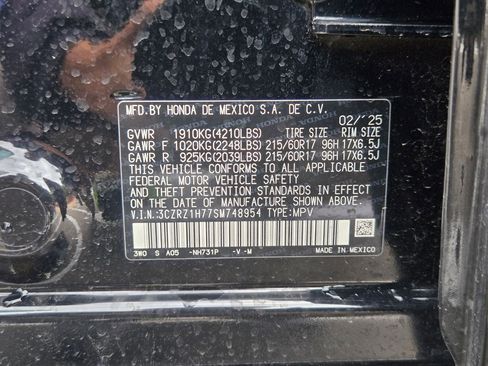 MFD.BY HONDA DE MEXICO S.A. DE C.V.
02/'25
GVWR 1910KG(4210LBS) TIRE SIZE RIM SIZE
GAWR F 1020KG(2248LBS) 215/60R17 96H 17X6.5J
GAWR R 925KG(2039LBS) 215/60R17 96H 17X6.5J
THIS VEHICLE CONFORMS TO ALL APPLICABLE
FEDERAL MOTOR VEHICLE SAFETY
AND THEFT PREVENTION STANDARDS IN EFFECT
ON THE DATE OF MANUFACTURE SHOWN ABOVE.
V.I.N.:3CZRZ1H77SM748954 TYPE:MPV
3W0 S A05 -NH731P -V -M MADE IN MEXICO